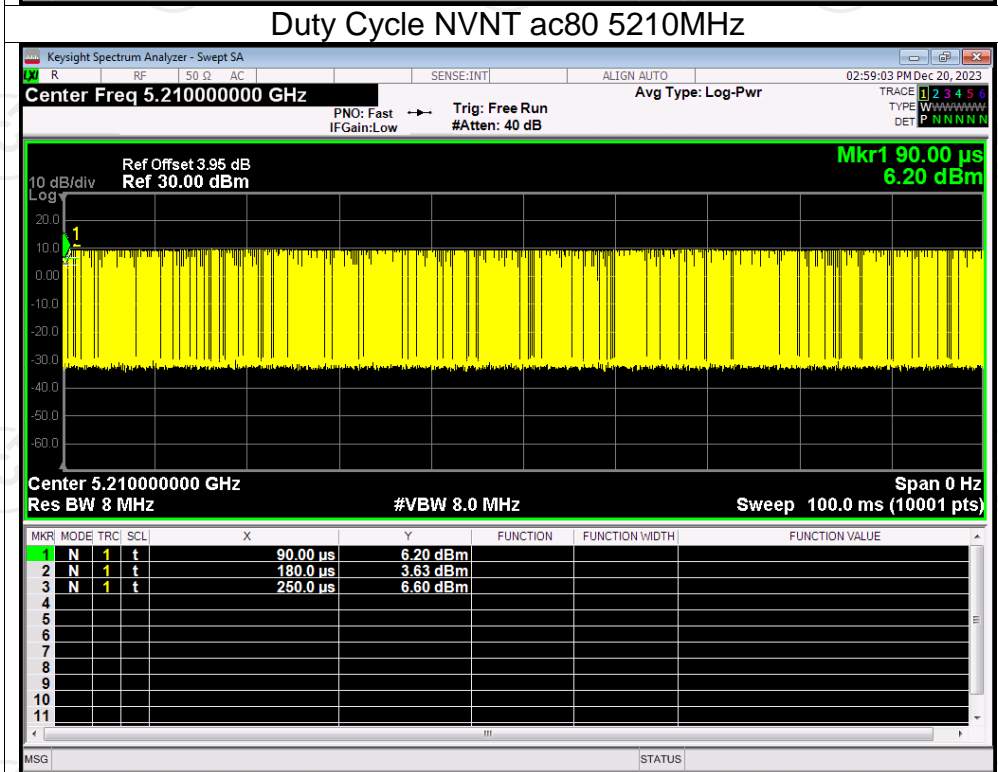 Duty Cycle NVNT ac80 5210MHz
Keysight Spectrum Analyzer - Swept SA
LXI R RF 50 Ω AC SENSE:INT ALIGN AUTO 02:59:03 PM Dec 20, 2023
Center Freq 5.210000000 GHz Avg Type: Log-Pwr TRACE 1 2 3 4 5 6
PNO: Fast Trig: Free Run TYPE WWWWWW
IFGain:Low #Atten: 40 dB DET P N N N N N
Mkr1 90.00 µs
Ref Offset 3.95 dB
10 dB/div Ref 30.00 dBm 6.20 dBm
Log
20.0
1
10.0
0.00
-10.0
-20.0
-30.0
-40.0
-50.0
-60.0
Center 5.210000000 GHz Span 0 Hz
Res BW 8 MHz #VBW 8.0 MHz Sweep 100.0 ms (10001 pts)
MKR MODE TRC SCL X Y FUNCTION FUNCTION WIDTH FUNCTION VALUE
1 N 1 t 90.00 µs 6.20 dBm
2 N 1 t 180.0 µs 3.63 dBm
3 N 1 t 250.0 µs 6.60 dBm
4
5
6
7
8
9
10
11
MSG STATUS